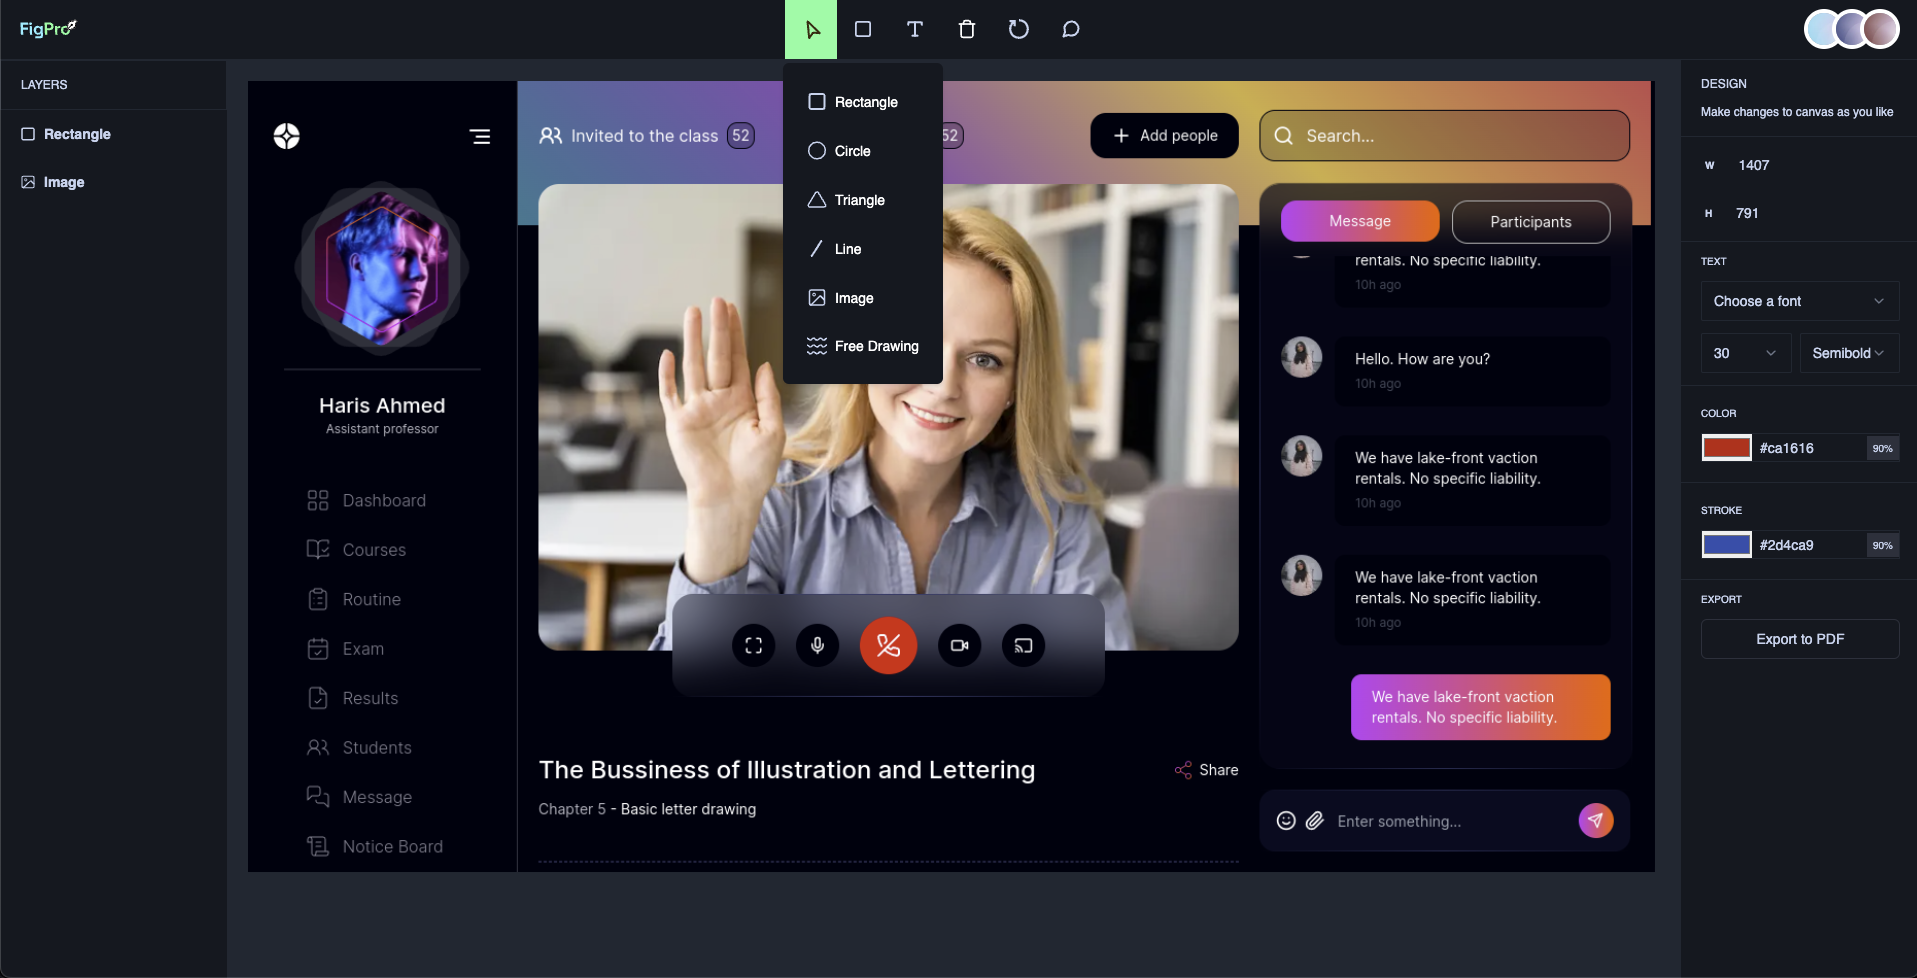 FigPro
LAYERS
Rectangle
Image
Rectangle
Circle
Triangle
Line
Image
Free Drawing
Invited to the class 52
52
Add people
Search...
Haris Ahmed
Assistant professor
Dashboard
Courses
Routine
Exam
Results
Students
Message
Notice Board
The Bussiness of Illustration and Lettering
Share
Chapter 5 - Basic letter drawing
Message
Participants
rentals. No specific liability.
10h ago
Hello. How are you?
10h ago
We have lake-front vaction
rentals. No specific liability.
10h ago
We have lake-front vaction
rentals. No specific liability.
10h ago
We have lake-front vaction
rentals. No specific liability.
Enter something...
DESIGN
Make changes to canvas as you like
W 1407
H 791
TEXT
Choose a font
30 Semibold
COLOR
#ca1616 90%
STROKE
#2d4ca9 90%
EXPORT
Export to PDF